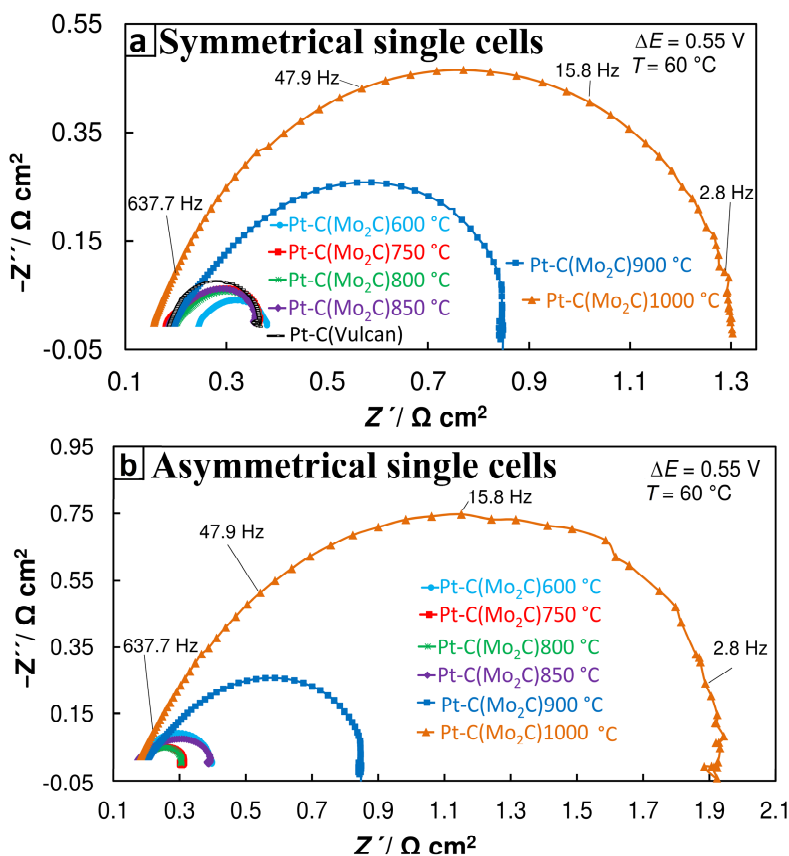 a Symmetrical single cells
ΔE = 0.55 V
T = 60 °C
0.55
0.35
0.15
-0.05
−Z´´/ Ω cm²
47.9 Hz
15.8 Hz
637.7 Hz
2.8 Hz
Pt-C(Mo₂C)600 °C
Pt-C(Mo₂C)750 °C
Pt-C(Mo₂C)800 °C
Pt-C(Mo₂C)850 °C
Pt-C(Vulcan)
Pt-C(Mo₂C)900 °C
Pt-C(Mo₂C)1000 °C
0.1 0.3 0.5 0.7 0.9 1.1 1.3
Z ´/ Ω cm²
b Asymmetrical single cells
ΔE = 0.55 V
T = 60 °C
0.95
0.75
0.55
0.35
0.15
-0.05
−Z´´/ Ω cm²
15.8 Hz
47.9 Hz
637.7 Hz
2.8 Hz
Pt-C(Mo₂C)600 °C
Pt-C(Mo₂C)750 °C
Pt-C(Mo₂C)800 °C
Pt-C(Mo₂C)850 °C
Pt-C(Mo₂C)900 °C
Pt-C(Mo₂C)1000 °C
0.1 0.3 0.5 0.7 0.9 1.1 1.3 1.5 1.7 1.9 2.1
Z ´/ Ω cm²